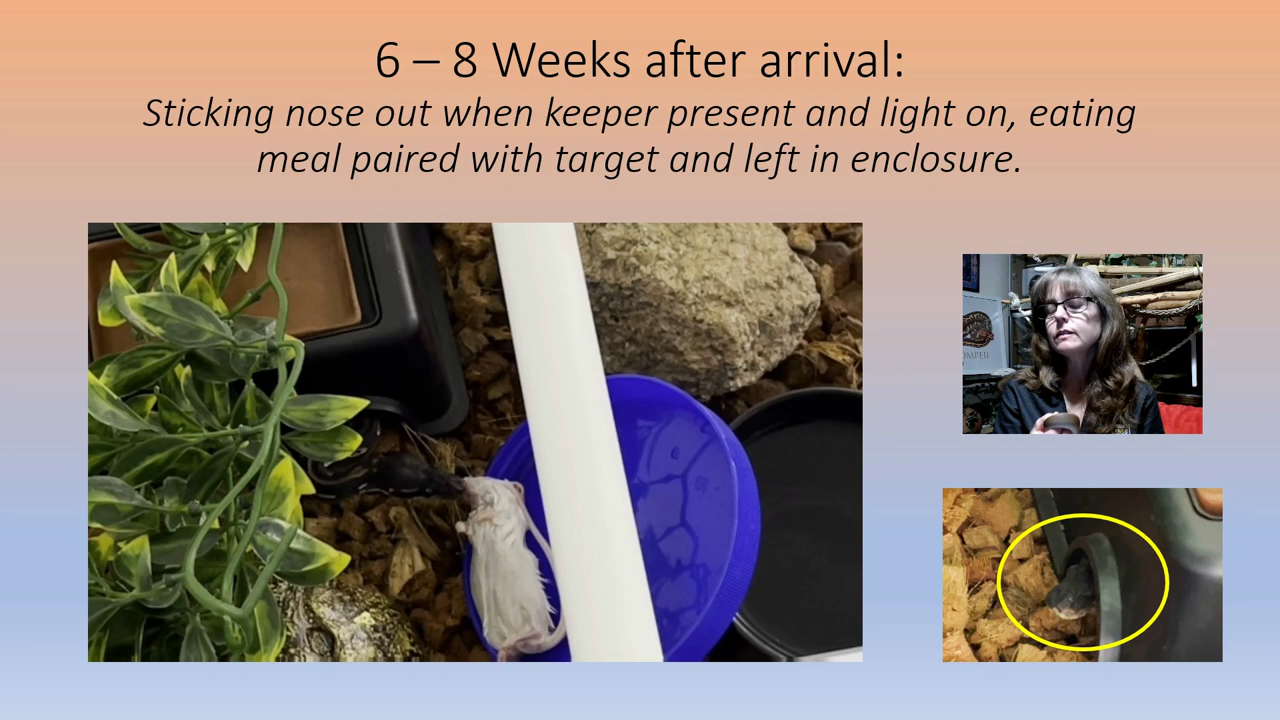 6 – 8 Weeks after arrival:
Sticking nose out when keeper present and light on, eating
meal paired with target and left in enclosure.
OMPEII